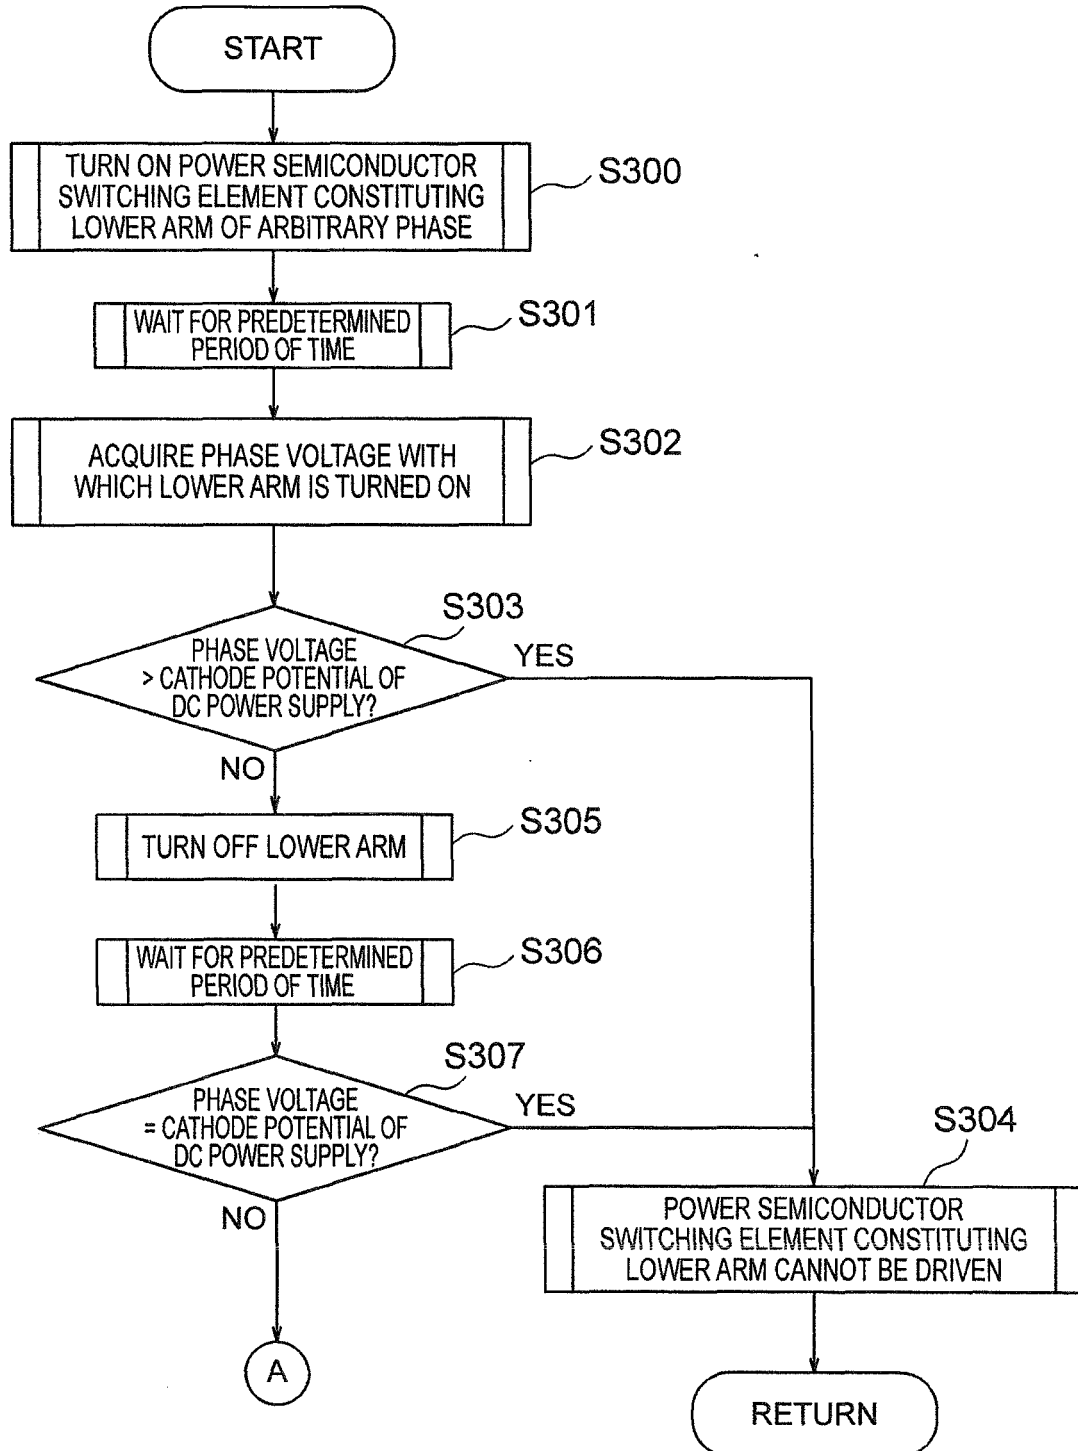 START
TURN ON POWER SEMICONDUCTOR
SWITCHING ELEMENT CONSTITUTING
LOWER ARM OF ARBITRARY PHASE
S300
WAIT FOR PREDETERMINED
PERIOD OF TIME
S301
ACQUIRE PHASE VOLTAGE WITH
WHICH LOWER ARM IS TURNED ON
S302
S303
PHASE VOLTAGE
> CATHODE POTENTIAL OF
DC POWER SUPPLY?
YES
NO
TURN OFF LOWER ARM
S305
WAIT FOR PREDETERMINED
PERIOD OF TIME
S306
S307
PHASE VOLTAGE
= CATHODE POTENTIAL OF
DC POWER SUPPLY?
YES
NO
S304
POWER SEMICONDUCTOR
SWITCHING ELEMENT CONSTITUTING
LOWER ARM CANNOT BE DRIVEN
A
RETURN